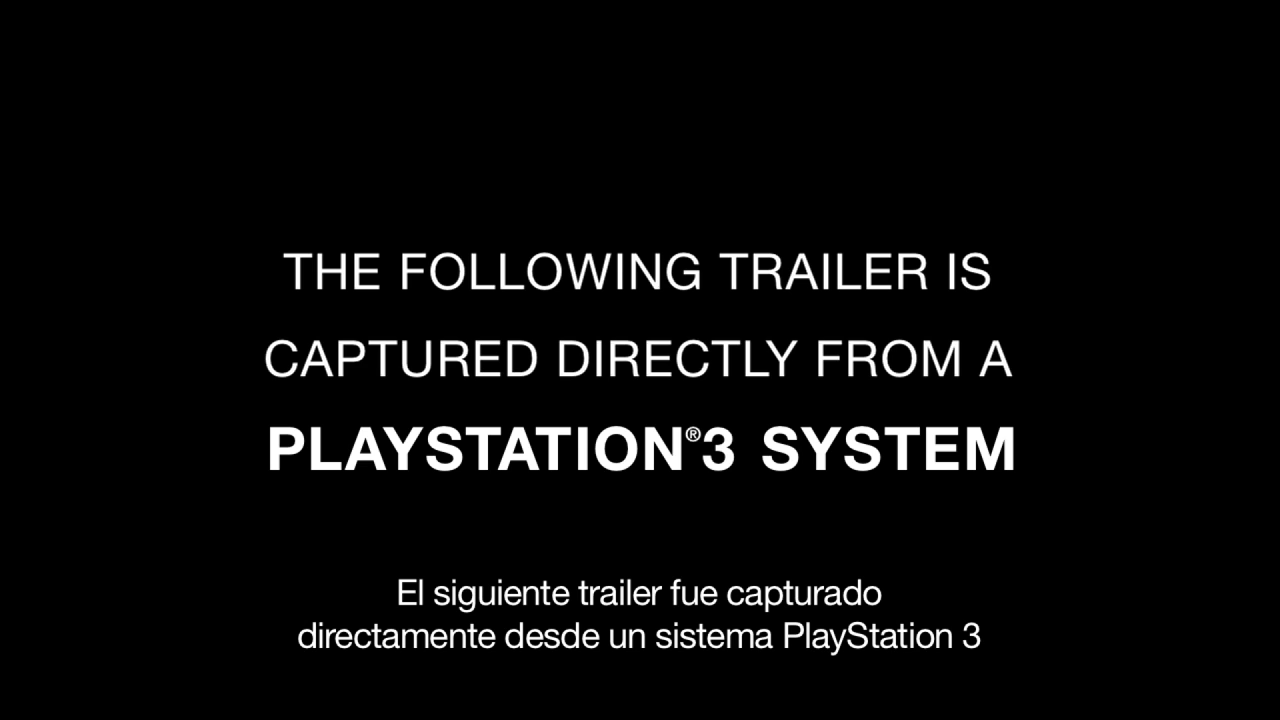 THE FOLLOWING TRAILER IS
CAPTURED DIRECTLY FROM A
PLAYSTATION®3 SYSTEM
El siguiente trailer fue capturado
directamente desde un sistema PlayStation 3